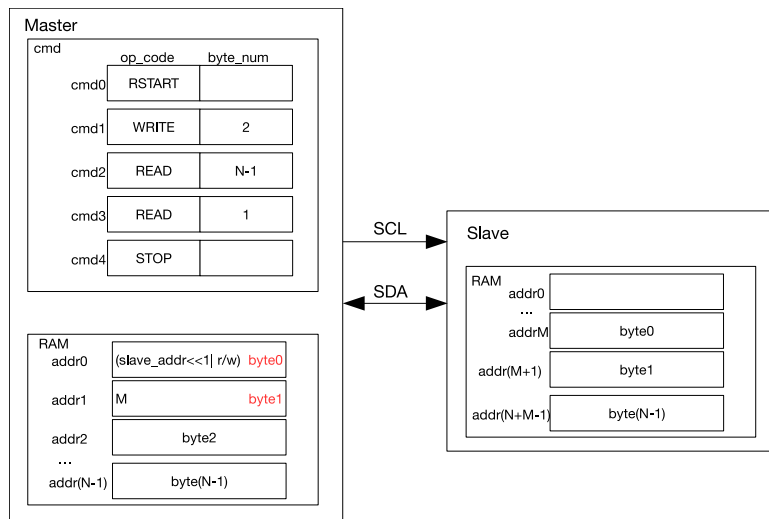 Master
cmd
op_code byte_num
cmd0 RSTART
cmd1 WRITE 2
cmd2 READ N-1
cmd3 READ 1
cmd4 STOP
RAM
addr0 (slave_addr<<1| r/w) byte0
addr1 M byte1
addr2 byte2
...
addr(N-1) byte(N-1)
SCL
SDA
Slave
RAM
addr0
...
addrM byte0
addr(M+1) byte1
addr(N+M-1) byte(N-1)